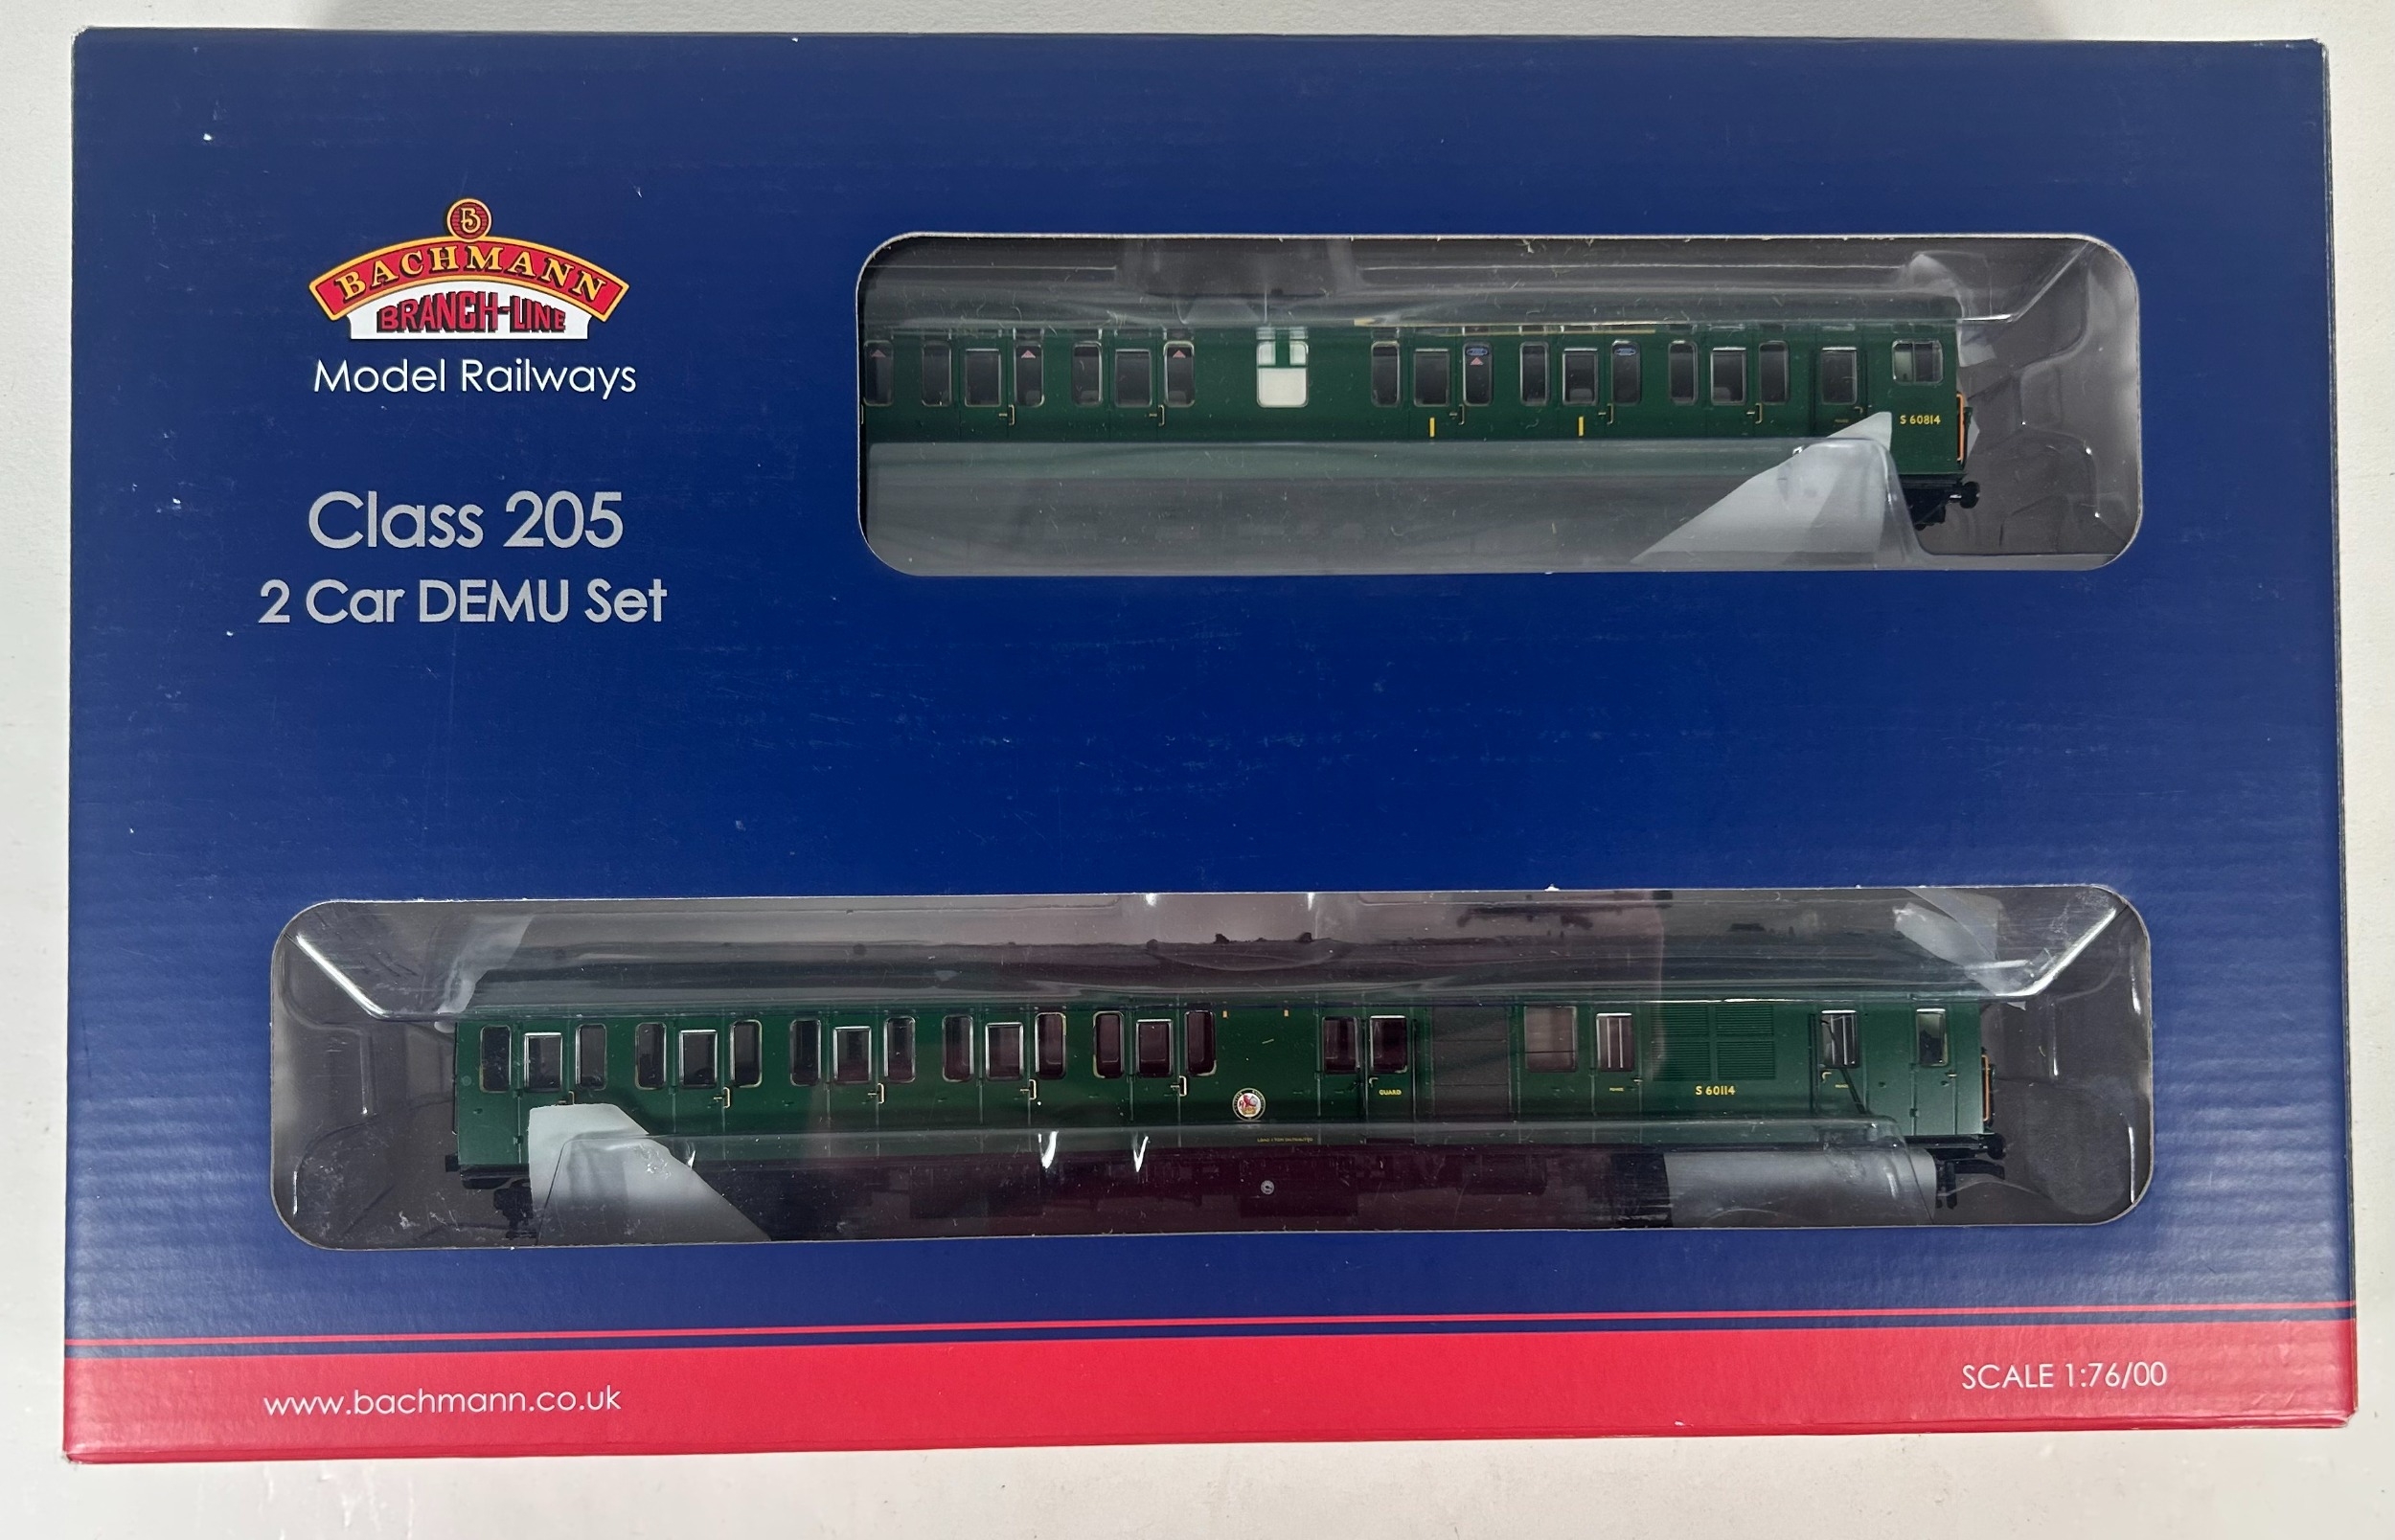 B
BACHMANN
BRANCH-LINE
Model Railways
Class 205
2 Car DEMU Set
S 60814
GUARD
S 60114
www.bachmann.co.uk
SCALE 1:76/00